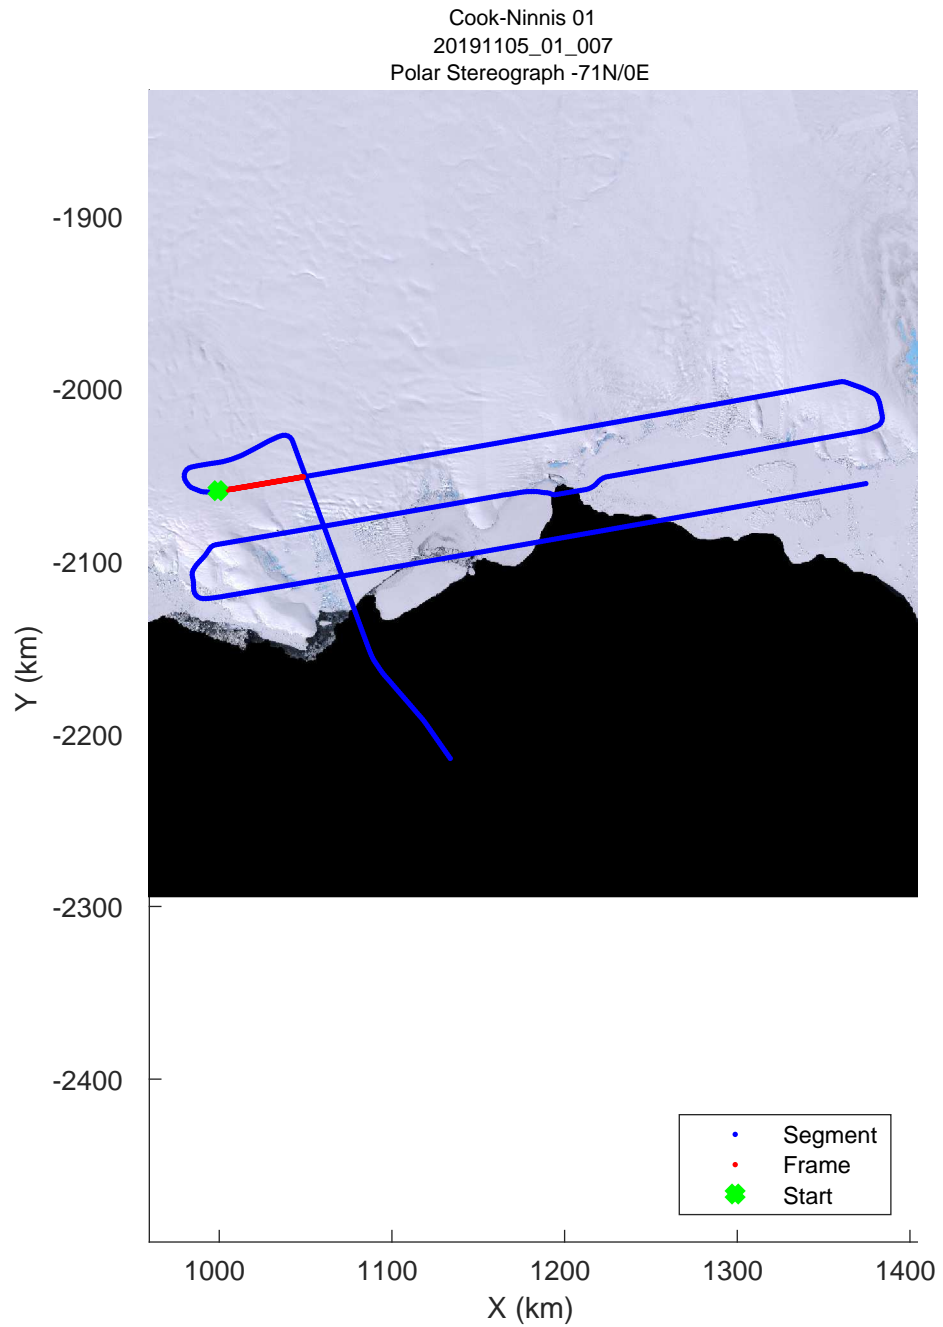 Cook-Ninnis 01
20191105_01_007
Polar Stereograph -71N/0E
-1900
-2000
-2100
-2200
-2300
-2400
Y (km)
Segment
Frame
Start
1000
1100
1200
1300
1400
X (km)